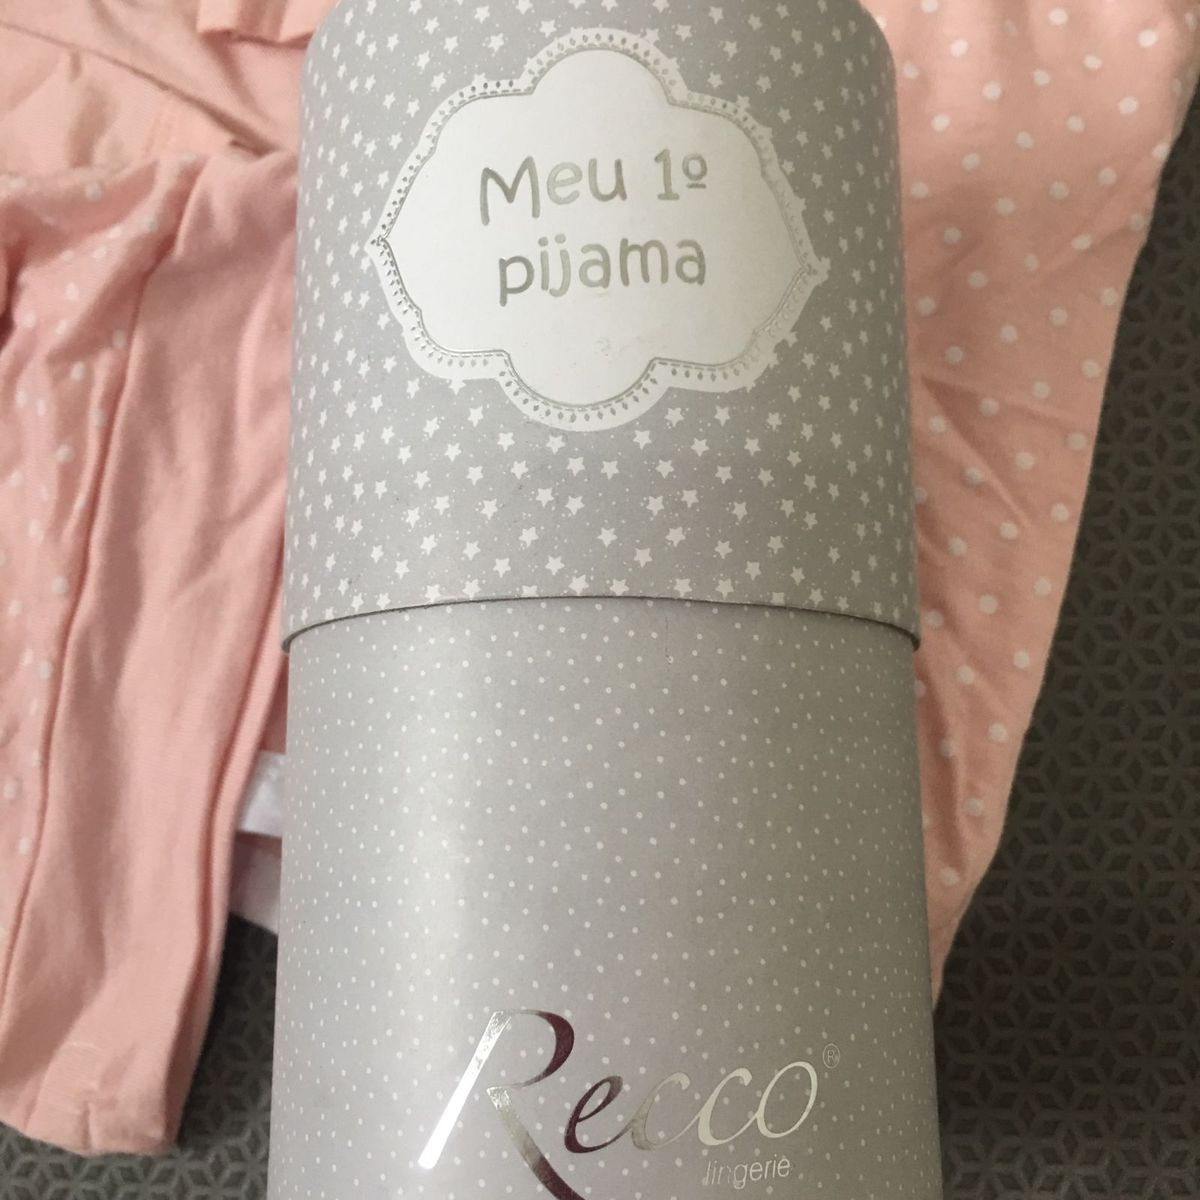 Meu 1º
pijama
Recco®
lingerie